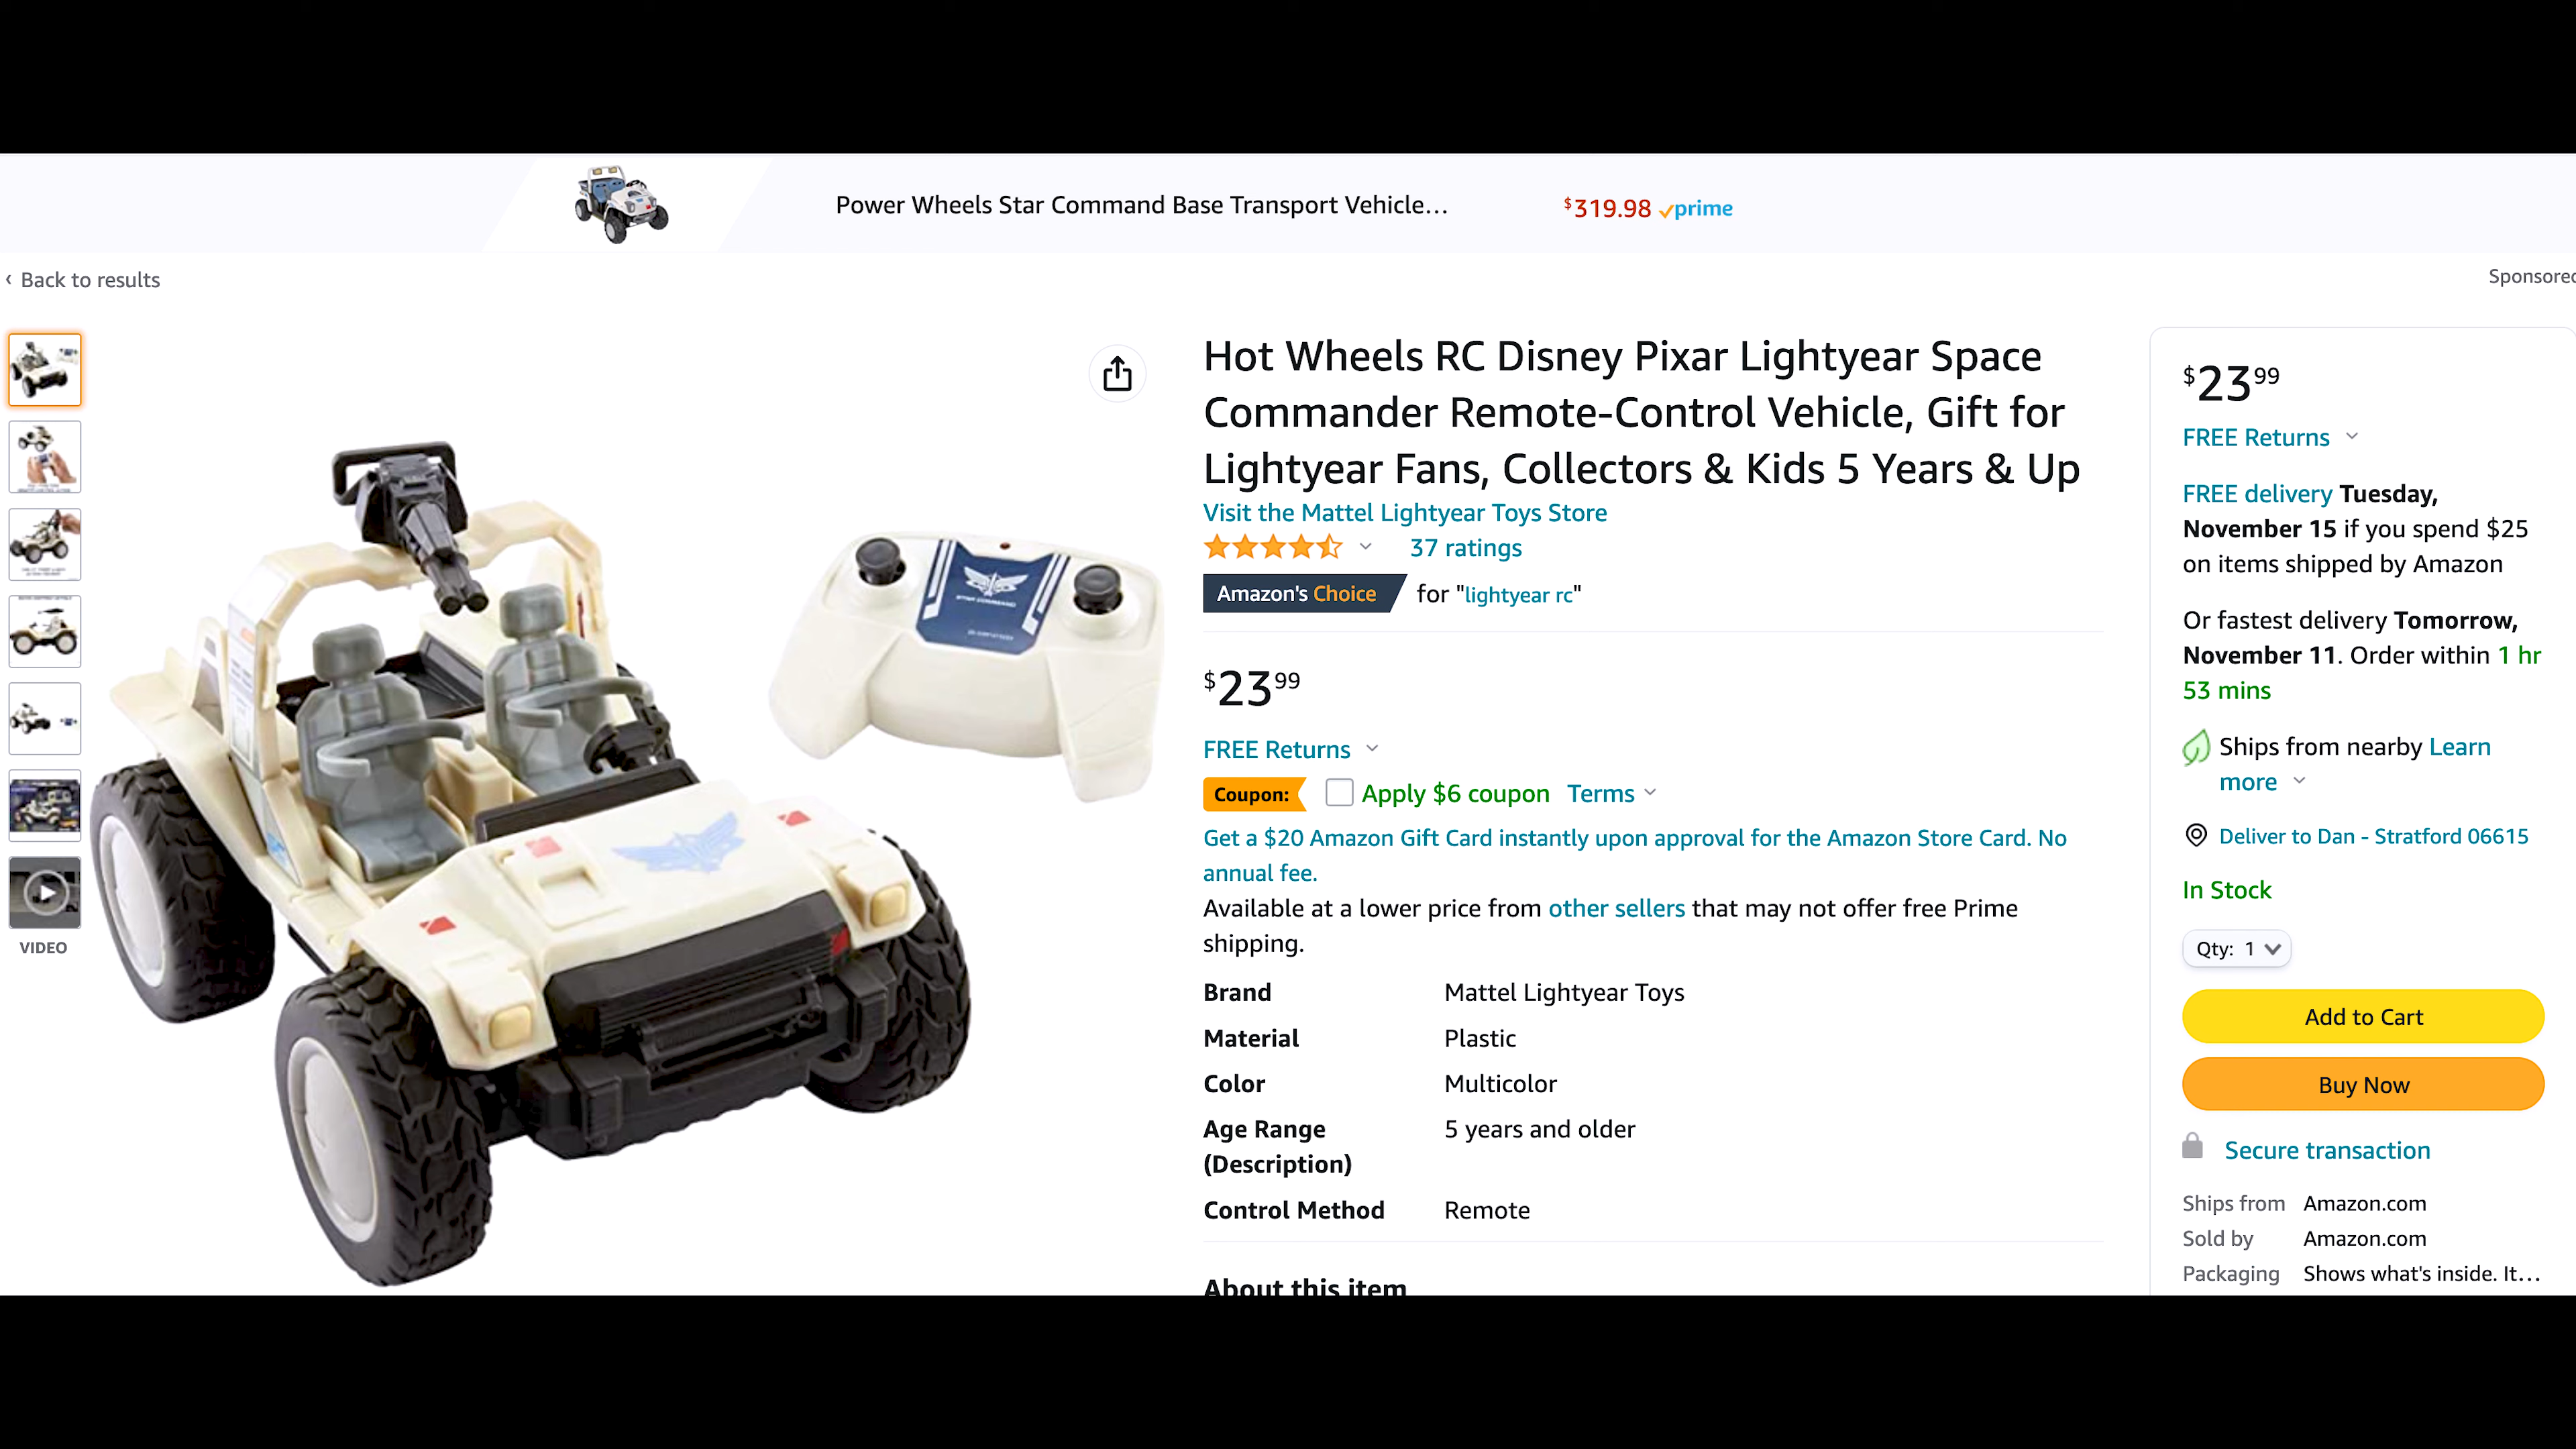 Power Wheels Star Command Base Transport Vehicle...
$319.98 prime
‹ Back to results
Sponsored
Hot Wheels RC Disney Pixar Lightyear Space
Commander Remote-Control Vehicle, Gift for
Lightyear Fans, Collectors & Kids 5 Years & Up
Visit the Mattel Lightyear Toys Store
37 ratings
Amazon's Choice for "lightyear rc"
$23 99
FREE Returns
Coupon: Apply $6 coupon Terms
Get a $20 Amazon Gift Card instantly upon approval for the Amazon Store Card. No
annual fee.
Available at a lower price from other sellers that may not offer free Prime
shipping.
Brand Mattel Lightyear Toys
Material Plastic
Color Multicolor
Age Range 5 years and older
(Description)
Control Method Remote
About this item
VIDEO
STAR COMMAND
$23 99
FREE Returns
FREE delivery Tuesday,
November 15 if you spend $25
on items shipped by Amazon
Or fastest delivery Tomorrow,
November 11. Order within 1 hr
53 mins
Ships from nearby Learn
more
Deliver to Dan - Stratford 06615
In Stock
Qty: 1
Add to Cart
Buy Now
Secure transaction
Ships from Amazon.com
Sold by Amazon.com
Packaging Shows what's inside. It...